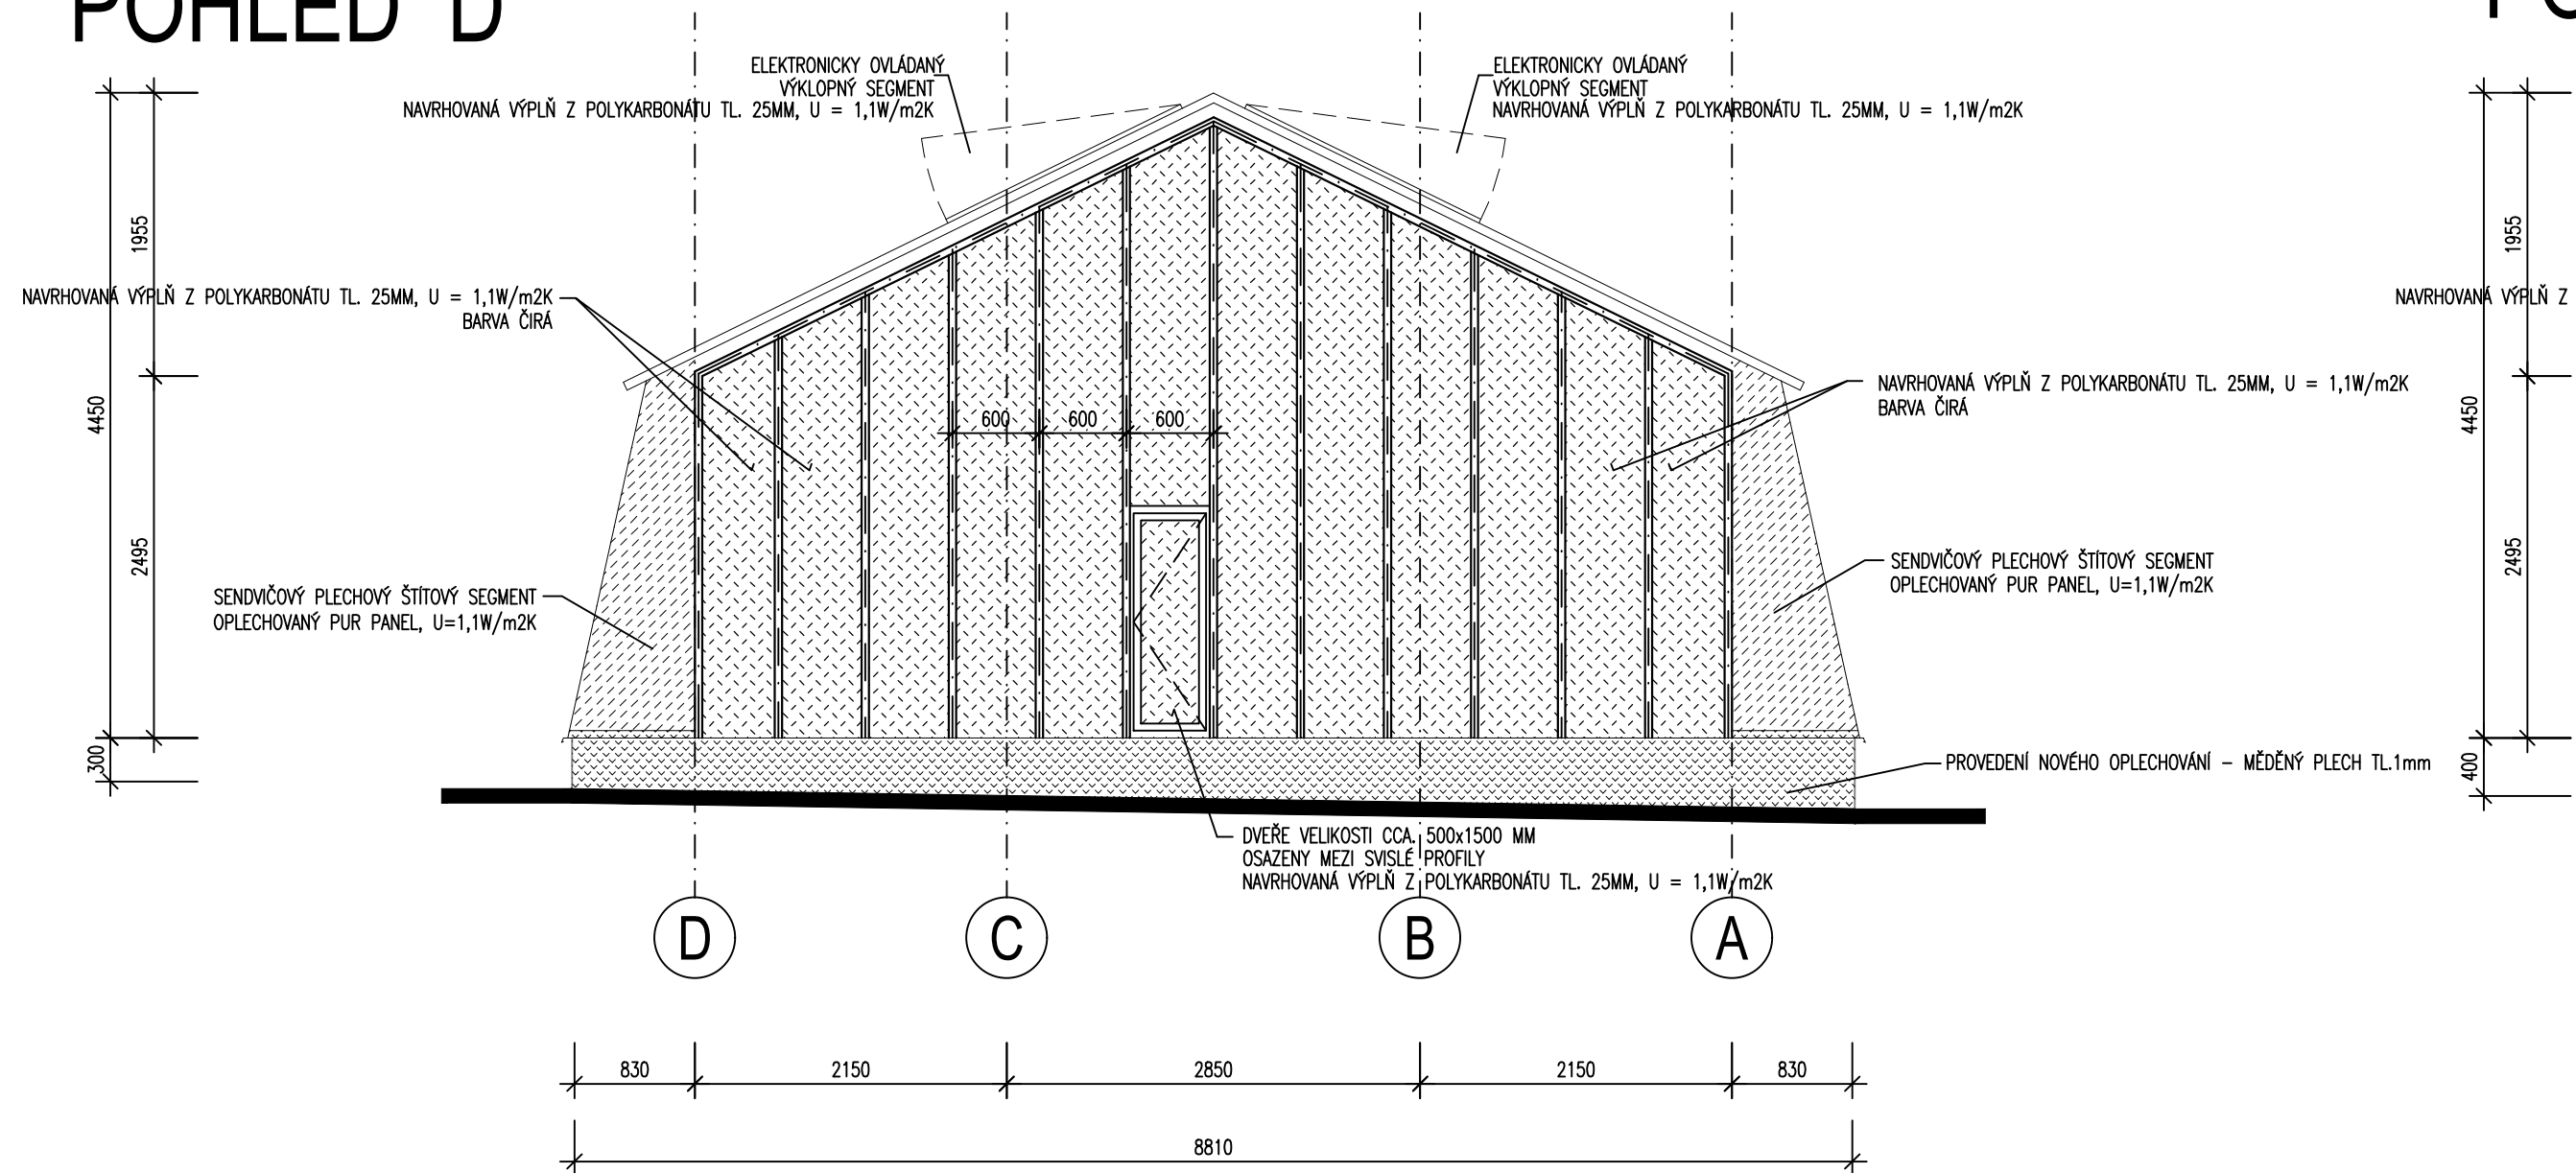 POHLED D
ELEKTRONICKY OVLÁDANÝ
VÝKLOPNÝ SEGMENT
NAVRHOVANÁ VÝPLŇ Z POLYKARBONÁTU TL. 25MM, U = 1,1W/m2K
ELEKTRONICKY OVLÁDANÝ
VÝKLOPNÝ SEGMENT
NAVRHOVANÁ VÝPLŇ Z POLYKARBONÁTU TL. 25MM, U = 1,1W/m2K
1955
1955
NAVRHOVANÁ VÝPLŇ Z POLYKARBONÁTU TL. 25MM, U = 1,1W/m2K
BARVA ČIRÁ
NAVRHOVANÁ VÝPLŇ Z
NAVRHOVANÁ VÝPLŇ Z POLYKARBONÁTU TL. 25MM, U = 1,1W/m2K
BARVA ČIRÁ
4450
600
600
600
4450
2495
2495
SENDVIČOVÝ PLECHOVÝ ŠTÍTOVÝ SEGMENT
OPLECHOVANÝ PUR PANEL, U=1,1W/m2K
SENDVIČOVÝ PLECHOVÝ ŠTÍTOVÝ SEGMENT
OPLECHOVANÝ PUR PANEL, U=1,1W/m2K
300
PROVEDENÍ NOVÉHO OPLECHOVÁNÍ – MĚDĚNÝ PLECH TL.1mm
400
DVEŘE VELIKOSTI CCA. 500x1500 MM
OSAZENY MEZI SVISLÉ PROFILY
NAVRHOVANÁ VÝPLŇ Z POLYKARBONÁTU TL. 25MM, U = 1,1W/m2K
D
C
B
A
830
2150
2850
2150
830
8810